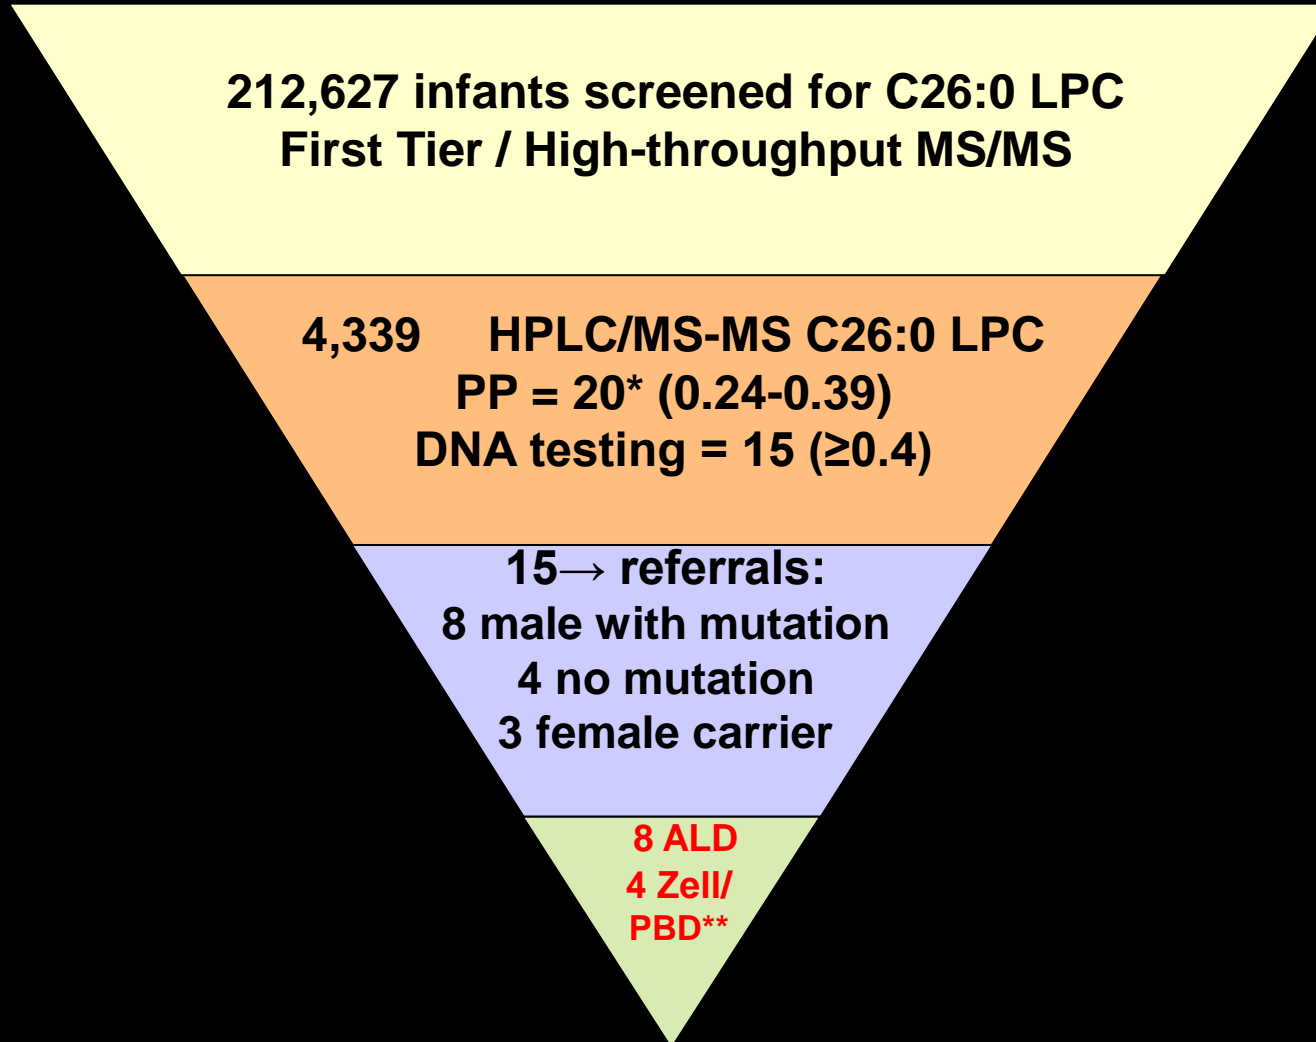 212,627 infants screened for C26:0 LPC
First Tier / High-throughput MS/MS
4,339 HPLC/MS-MS C26:0 LPC
PP = 20* (0.24-0.39)
DNA testing = 15 (≥0.4)
15→ referrals:
8 male with mutation
4 no mutation
3 female carrier
8 ALD
4 Zell/
PBD**